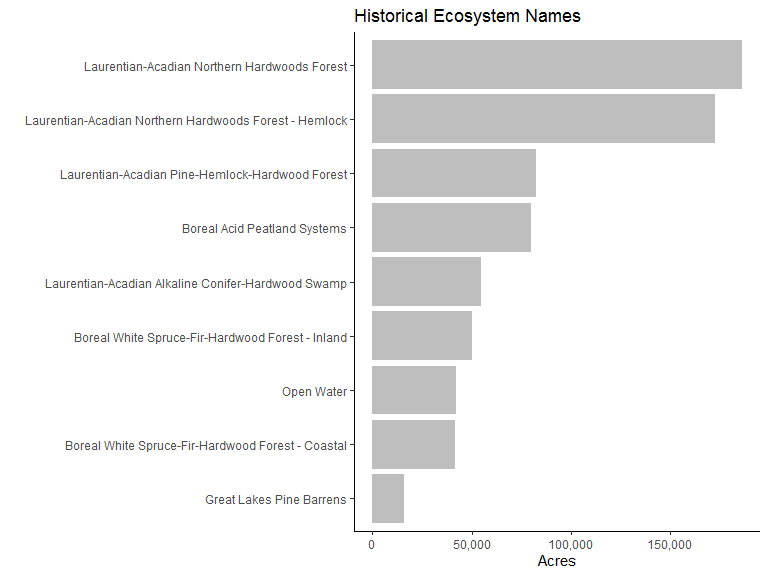 Historical Ecosystem Names
Laurentian-Acadian Northern Hardwoods Forest
Laurentian-Acadian Northern Hardwoods Forest - Hemlock
Laurentian-Acadian Pine-Hemlock-Hardwood Forest
Boreal Acid Peatland Systems
Laurentian-Acadian Alkaline Conifer-Hardwood Swamp
Boreal White Spruce-Fir-Hardwood Forest - Inland
Open Water
Boreal White Spruce-Fir-Hardwood Forest - Coastal
Great Lakes Pine Barrens
0 50,000 100,000 150,000
Acres